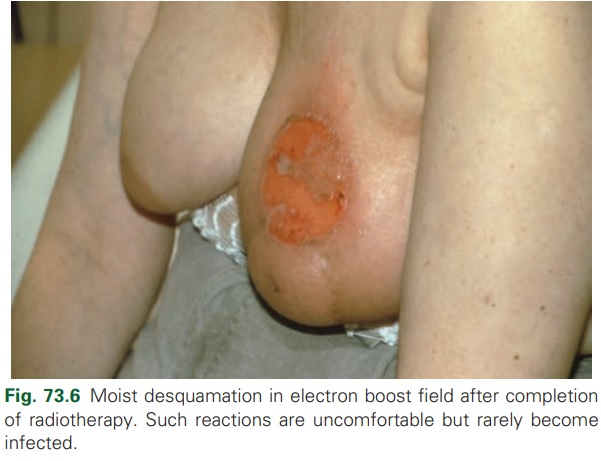 Fig. 73.6 Moist desquamation in electron boost field after completion
of radiotherapy. Such reactions are uncomfortable but rarely become
infected.